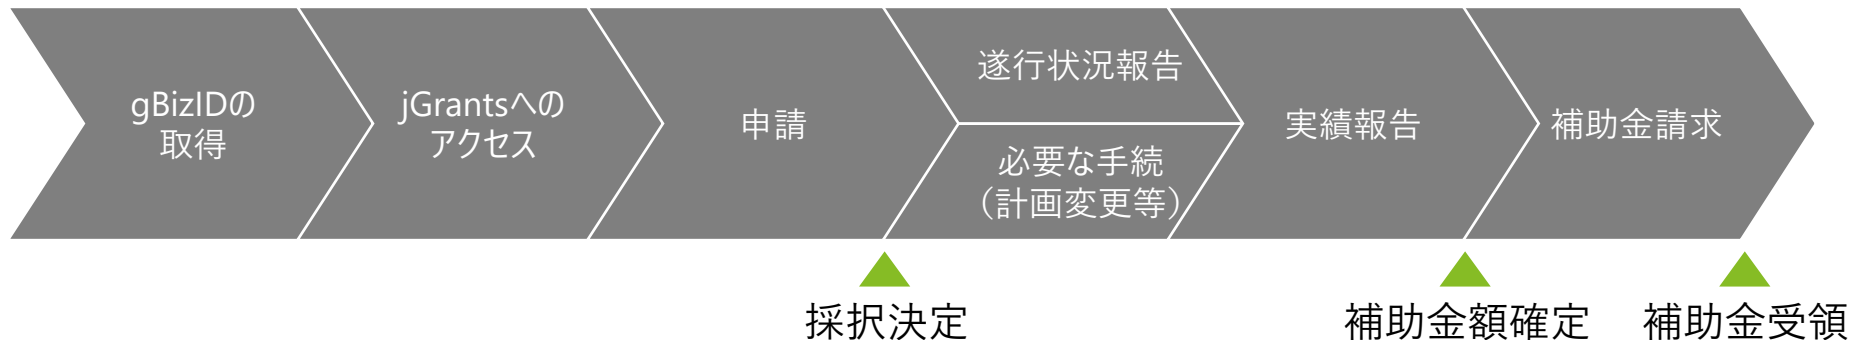 gBizIDの
取得
jGrantsへの
アクセス
申請
遂行状況報告
必要な手続
（計画変更等）
実績報告
補助金請求
採択決定
補助金額確定
補助金受領